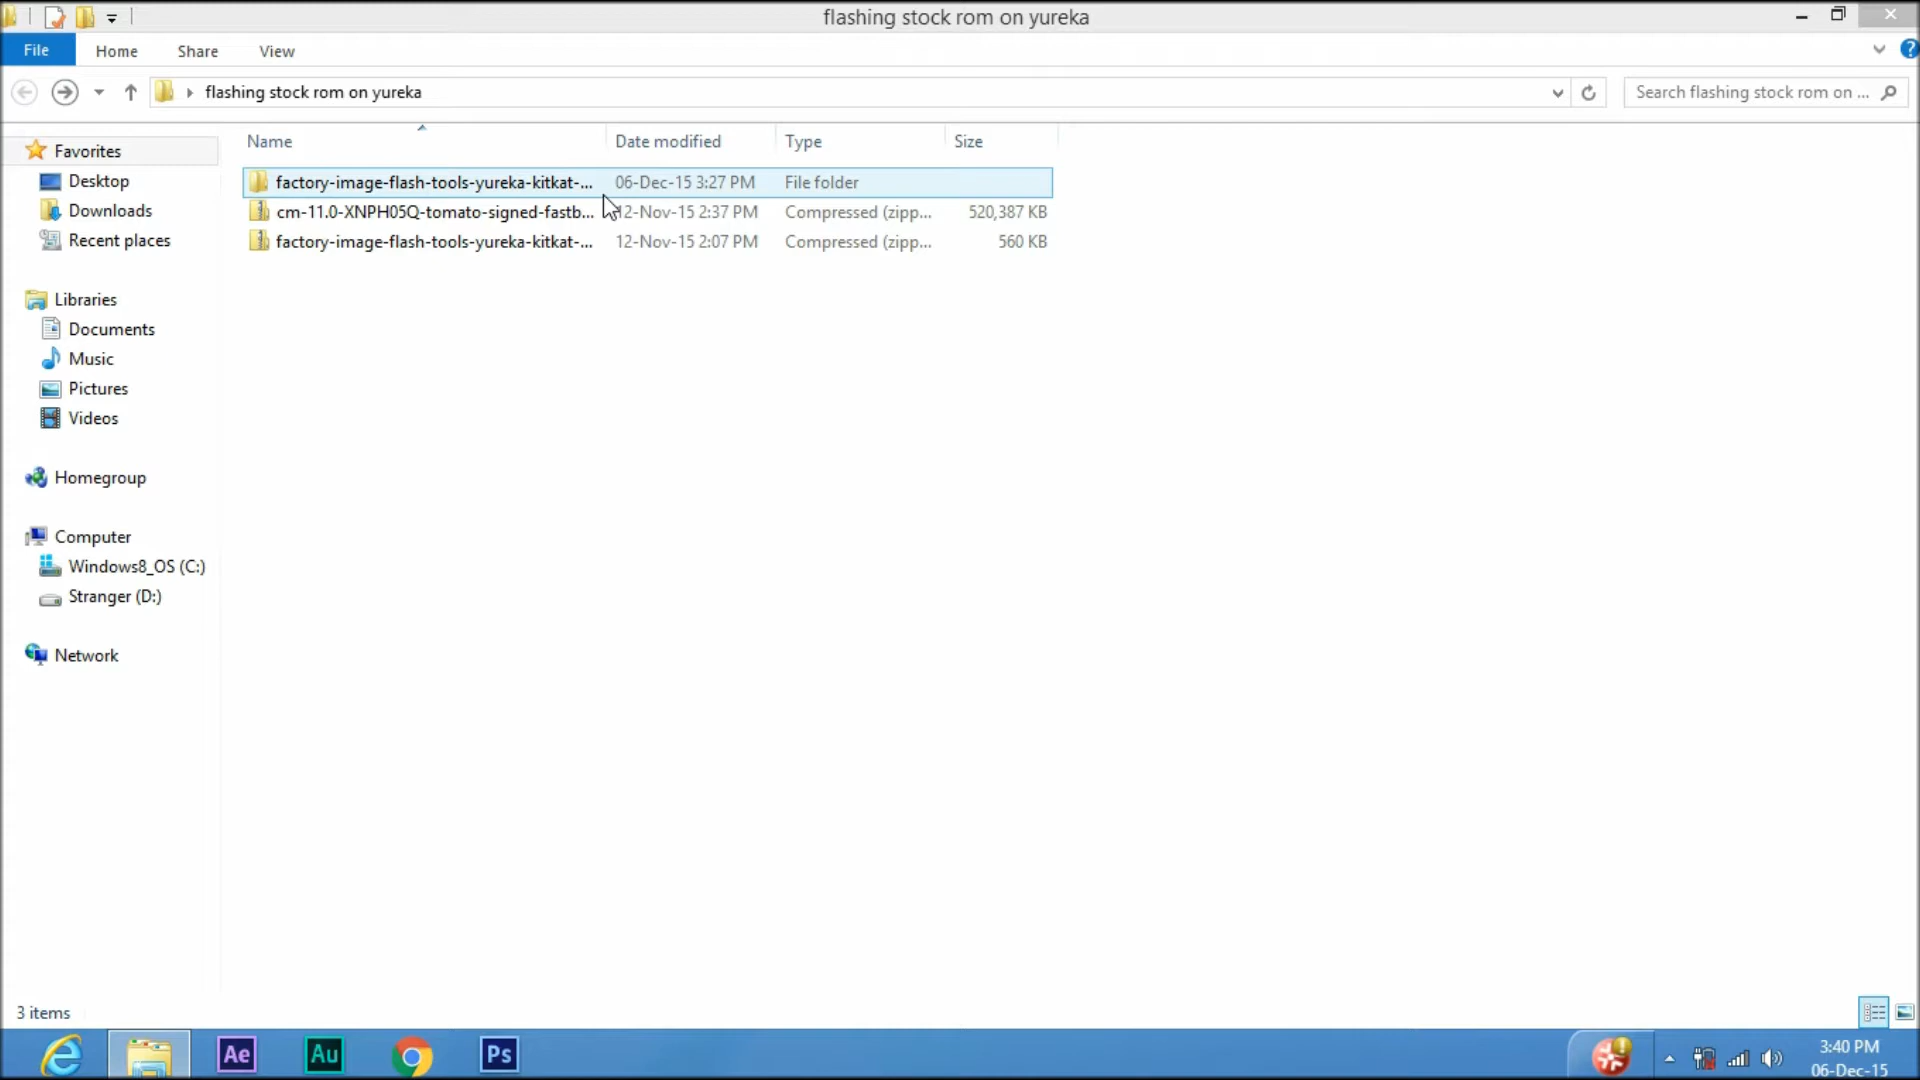 flashing stock rom on yureka
File Home Share View
flashing stock rom on yureka Search flashing stock rom on ...
Name Date modified Type Size
factory-image-flash-tools-yureka-kitkat-... 06-Dec-15 3:27 PM File folder
cm-11.0-XNPH05Q-tomato-signed-fastb... 12-Nov-15 2:37 PM Compressed (zipp... 520,387 KB
factory-image-flash-tools-yureka-kitkat-... 12-Nov-15 2:07 PM Compressed (zipp... 560 KB
Favorites
Desktop
Downloads
Recent places
Libraries
Documents
Music
Pictures
Videos
Homegroup
Computer
Windows8_OS (C:)
Stranger (D:)
Network
3 items
Ae Au Ps
3:40 PM
06-Dec-15